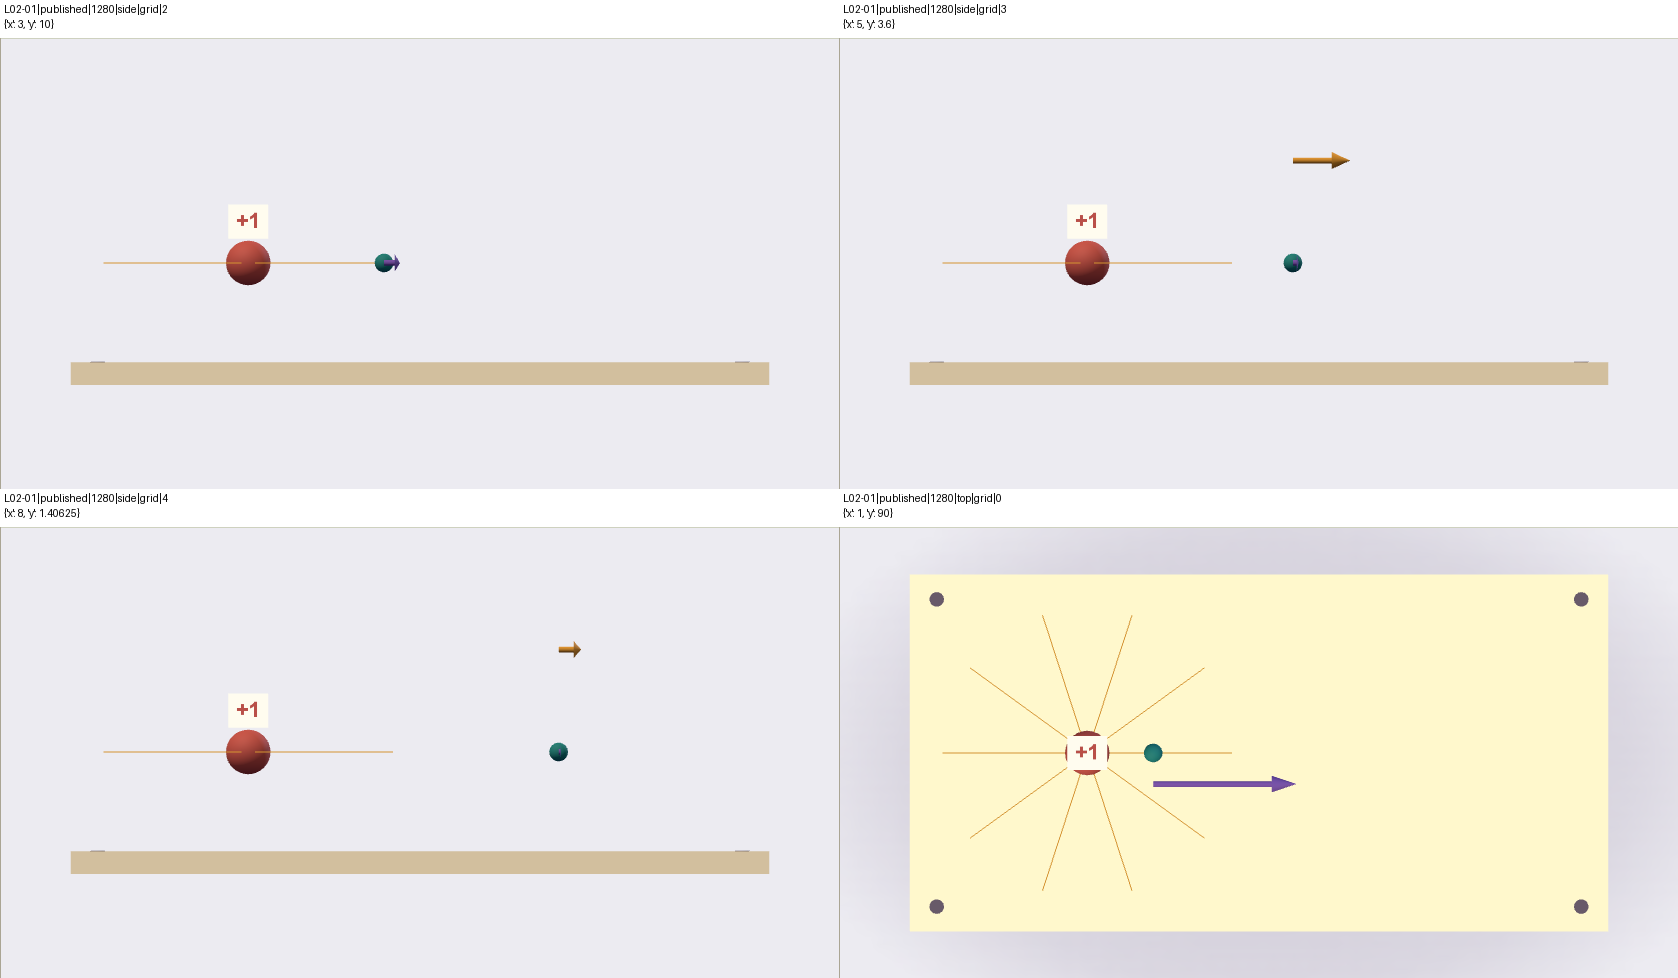 L02-01|published|1280|side|grid|2
{'x': 3, 'y': 10}
+1
L02-01|published|1280|side|grid|3
{'x': 5, 'y': 3.6}
+1
L02-01|published|1280|side|grid|4
{'x': 8, 'y': 1.40625}
+1
L02-01|published|1280|top|grid|0
{'x': 1, 'y': 90}
+1